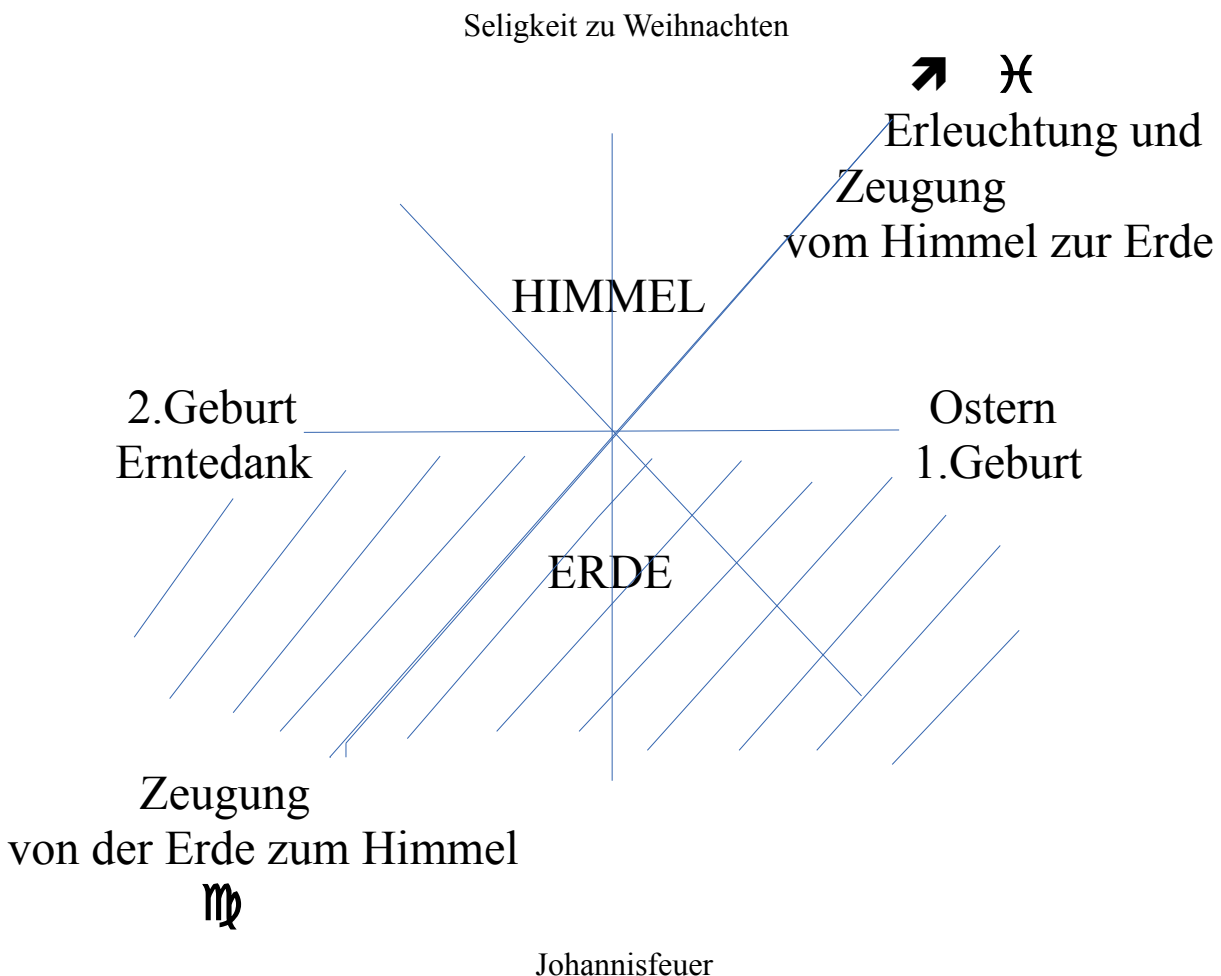 Seligkeit zu Weihnachten
🡽 ♓
Erleuchtung und
Zeugung
vom Himmel zur Erde
HIMMEL
2.Geburt
Erntedank
Ostern
1.Geburt
ERDE
Zeugung
von der Erde zum Himmel
♍
Johannisfeuer